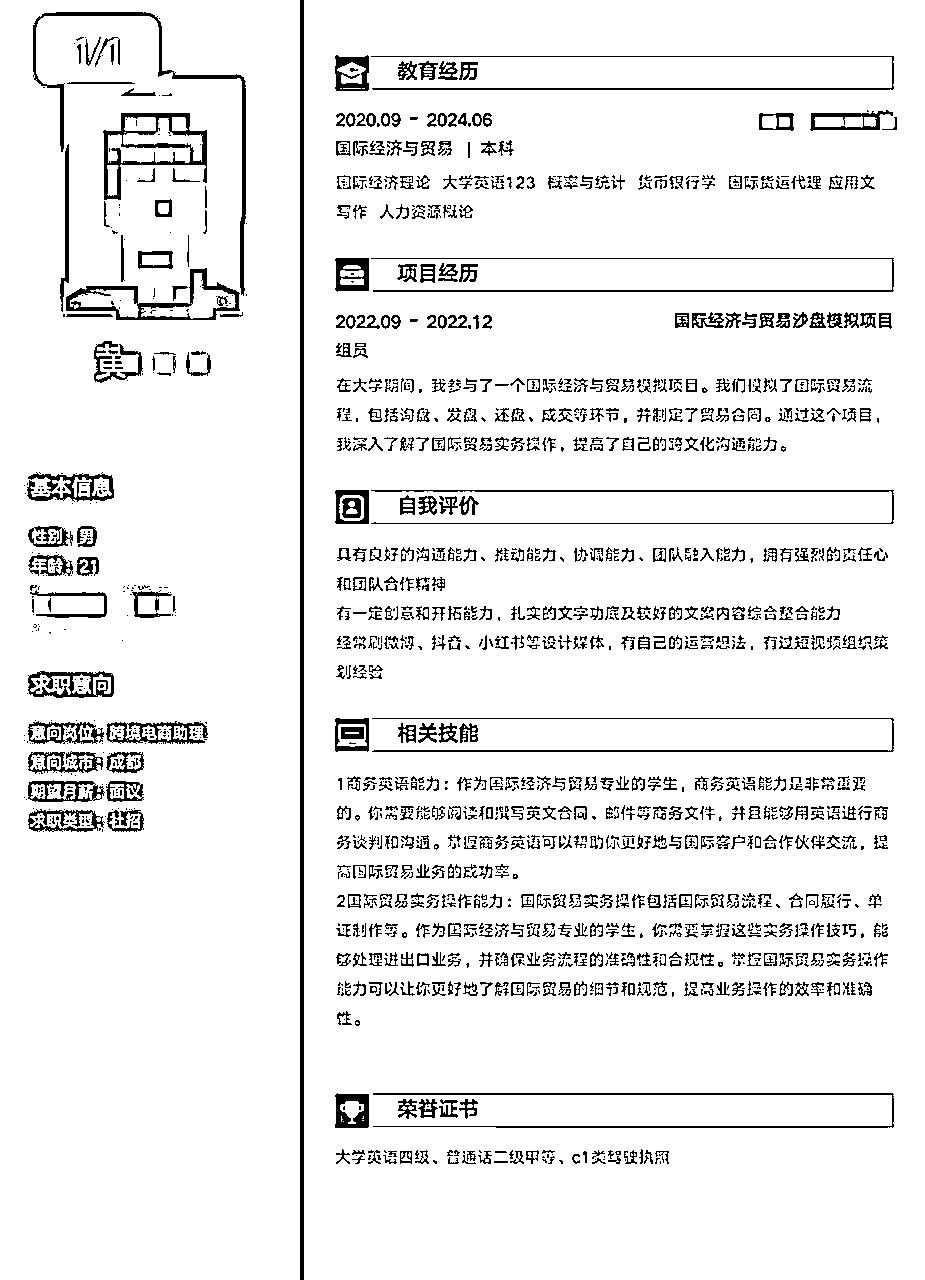 1/1
黄
基本信息
性别：男
年龄：21
求职意向
意向岗位：跨境电商助理
意向城市：成都
期望月薪：面议
求职类型：社招
教育经历
2020.09 - 2024.06
国际经济与贸易 | 本科
国际经济理论 大学英语123 概率与统计 货币银行学 国际货运代理 应用文
写作 人力资源概论
项目经历
2022.09 - 2022.12 国际经济与贸易沙盘模拟项目
组员
在大学期间，我参与了一个国际经济与贸易模拟项目。我们模拟了国际贸易流
程，包括询盘、发盘、还盘、成交等环节，并制定了贸易合同。通过这个项目，
我深入了解了国际贸易实务操作，提高了自己的跨文化沟通能力。
自我评价
具有良好的沟通能力、推动能力、协调能力、团队融入能力，拥有强烈的责任心
和团队合作精神
有一定创意和开拓能力，扎实的文字功底及较好的文案内容综合整合能力
经常刷微博、抖音、小红书等设计媒体，有自己的运营想法，有过短视频组织策
划经验
相关技能
1商务英语能力：作为国际经济与贸易专业的学生，商务英语能力是非常重要
的。你需要能够阅读和撰写英文合同、邮件等商务文件，并且能够用英语进行商
务谈判和沟通。掌握商务英语可以帮助你更好地与国际客户和合作伙伴交流，提
高国际贸易业务的成功率。
2国际贸易实务操作能力：国际贸易实务操作包括国际贸易流程、合同履行、单
证制作等。作为国际经济与贸易专业的学生，你需要掌握这些实务操作技巧，能
够处理进出口业务，并确保业务流程的准确性和合规性。掌握国际贸易实务操作
能力可以让你更好地了解国际贸易的细节和规范，提高业务操作的效率和准确
性。
荣誉证书
大学英语四级、普通话二级甲等、c1类驾驶执照